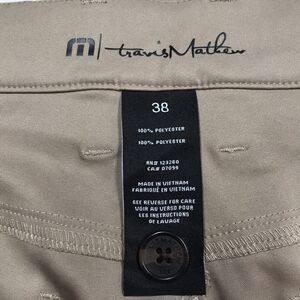 m | travisMathew
38
100% POLYESTER
100% POLYESTER
RN# 123280
CA# 07099
MADE IN VIETNAM
FABRIQUÉ EN VIETNAM
SEE REVERSE FOR CARE
VOIR AU VERSO POUR
LES INSTRUCTIONS
DE LAVAGE